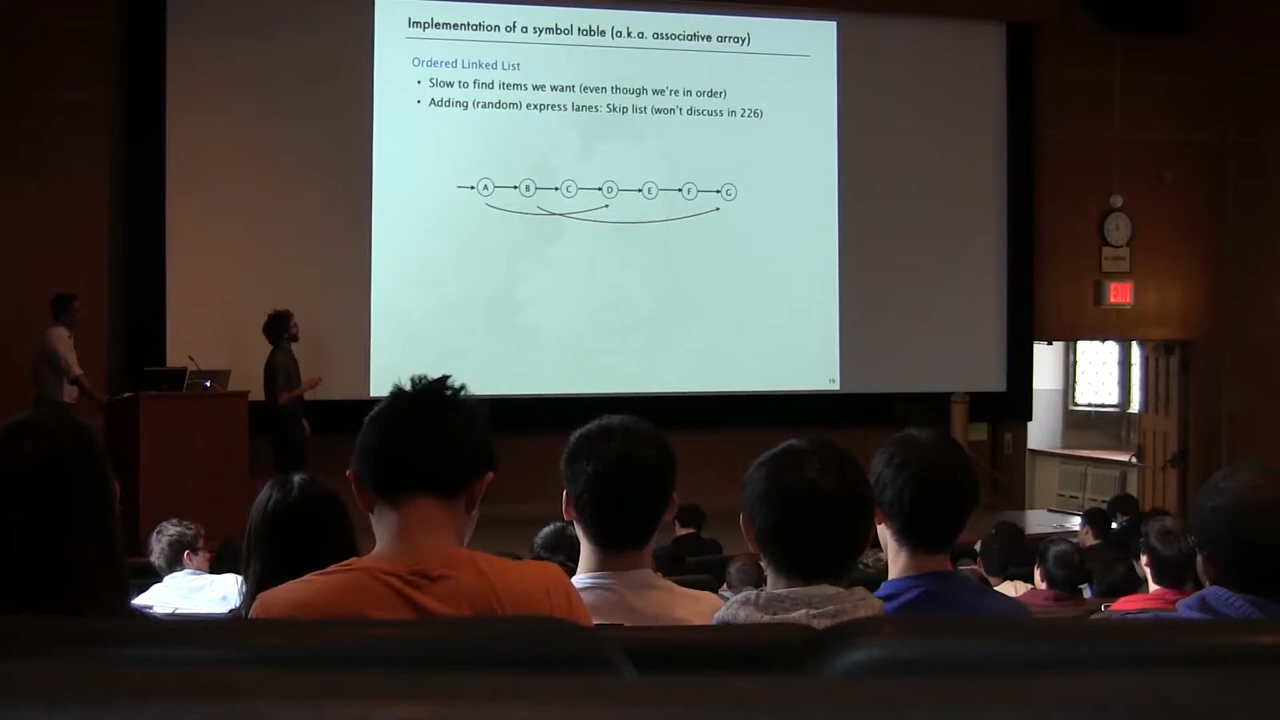 Implementation of a symbol table (a.k.a. associative array)
Ordered Linked List
• Slow to find items we want (even though we're in order)
• Adding (random) express lanes: Skip list (won't discuss in 226)
A B C D E F G
19
EXIT